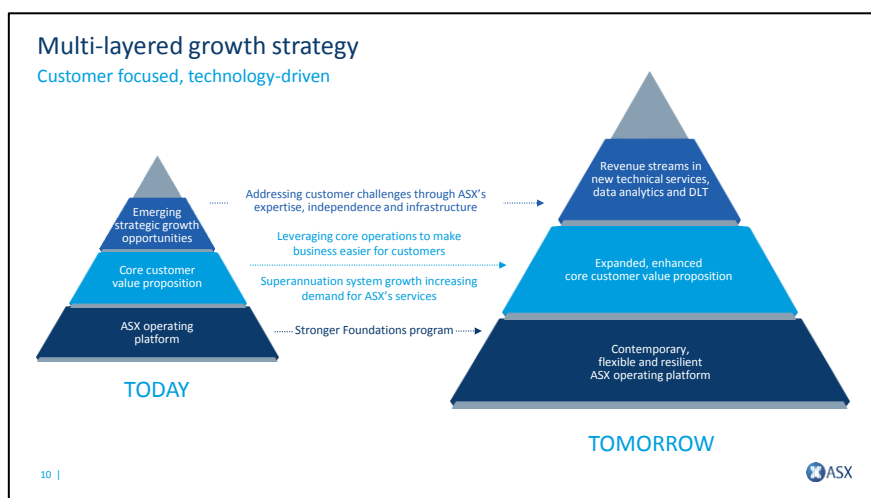 Multi-layered growth strategy
Customer focused, technology-driven
Emerging
strategic growth
opportunities
Core customer
value proposition
ASX operating
platform
TODAY
Addressing customer challenges through ASX's
expertise, independence and infrastructure
Leveraging core operations to make
business easier for customers
Superannuation system growth increasing
demand for ASX's services
Stronger Foundations program
Revenue streams in
new technical services,
data analytics and DLT
Expanded, enhanced
core customer value proposition
Contemporary,
flexible and resilient
ASX operating platform
TOMORROW
10 |
ASX